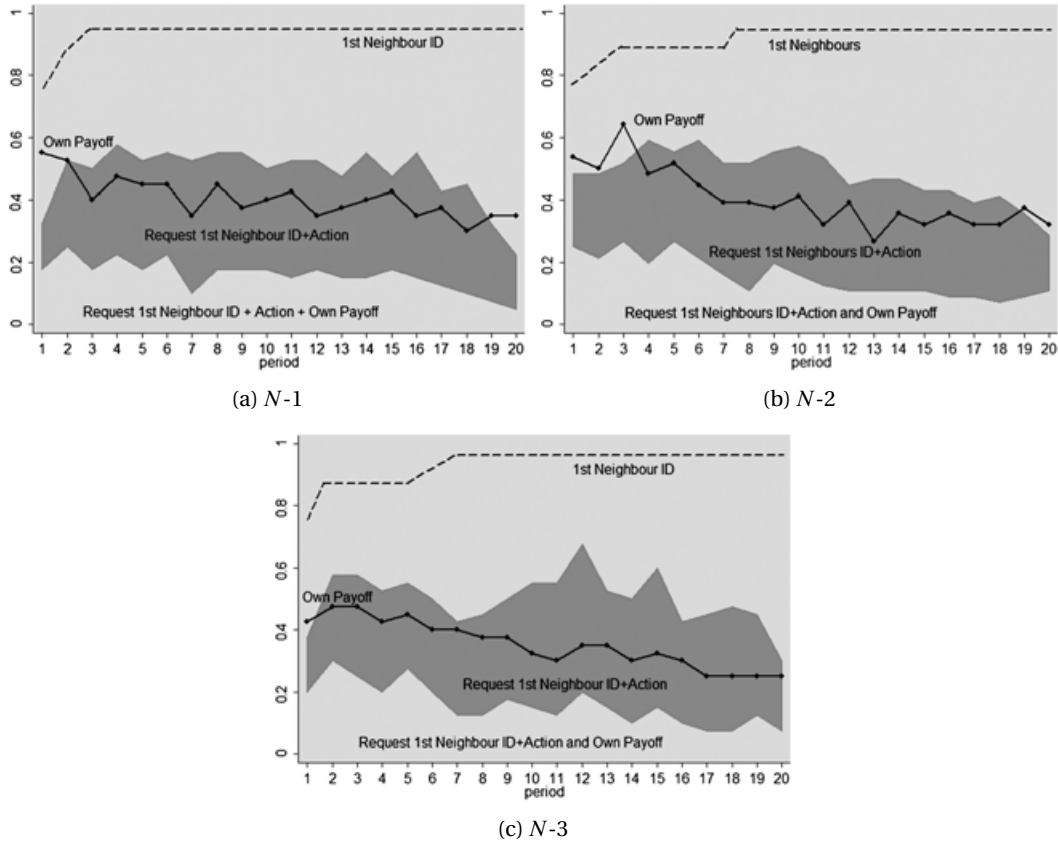 1
0.8
0.6
0.4
0.2
0
1st Neighbour ID
Own Payoff
Request 1st Neighbour ID+Action
Request 1st Neighbour ID + Action + Own Payoff
1 2 3 4 5 6 7 8 9 10 11 12 13 14 15 16 17 18 19 20
period
(a) N-1
1
0.8
0.6
0.4
0.2
0
1st Neighbours
Own Payoff
Request 1st Neighbours ID+Action
Request 1st Neighbours ID+Action and Own Payoff
1 2 3 4 5 6 7 8 9 10 11 12 13 14 15 16 17 18 19 20
period
(b) N-2
1
0.8
0.6
0.4
0.2
0
1st Neighbour ID
Own Payoff
Request 1st Neighbour ID+Action
Request 1st Neighbour ID+Action and Own Payoff
1 2 3 4 5 6 7 8 9 10 11 12 13 14 15 16 17 18 19 20
period
(c) N-3